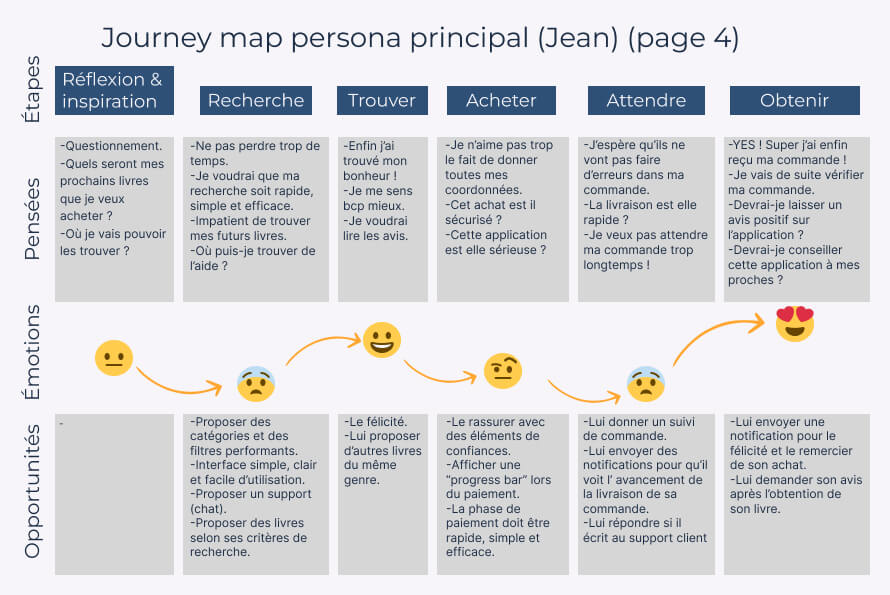 Journey map persona principal (Jean) (page 4)
Étapes
Réflexion &
inspiration
Recherche
Trouver
Acheter
Attendre
Obtenir
Pensées
-Questionnement.
-Quels seront mes
prochains livres
que je veux
acheter ?
-Où je vais pouvoir
les trouver ?
-Ne pas perdre trop de
temps.
-Je voudrai que ma
recherche soit rapide,
simple et efficace.
-Impatient de trouver
mes futurs livres.
-Où puis-je trouver de
l’aide ?
-Enfin j’ai
trouvé mon
bonheur !
-Je me sens
bcp mieux.
-Je voudrai
lire les avis.
-Je n’aime pas trop
le fait de donner
toutes mes
coordonnées.
-Cet achat est il
sécurisé ?
-Cette application
est elle sérieuse ?
-J’espère qu’ils ne
vont pas faire
d’erreurs dans ma
commande.
-La livraison est elle
rapide ?
-Je veux pas attendre
ma commande trop
longtemps !
-YES ! Super j’ai enfin
reçu ma commande !
-Je vais de suite vérifier
ma commande.
-Devrai-je laisser un
avis positif sur
l’application ?
-Devrai-je conseiller
cette application à mes
proches ?
Émotions
Opportunités
-
-Proposer des
catégories et des
filtres performants.
-Interface simple, clair
et facile d’utilisation.
-Proposer un support
(chat).
-Proposer des livres
selon ses critères de
recherche.
-Le félicité.
-Lui proposer
d’autres livres
du même
genre.
-Le rassurer avec
des éléments de
confiances.
-Afficher une
“progress bar” lors
du paiement.
-La phase de
paiement doit être
rapide, simple et
efficace.
-Lui donner un suivi
de commande.
-Lui envoyer des
notifications pour qu’il
voit l’ avancement de
la livraison de sa
commande.
-Lui répondre si il
écrit au support client
-Lui envoyer une
notification pour le
félicité et le remercier
de son achat.
-Lui demander son avis
après l’obtention de
son livre.